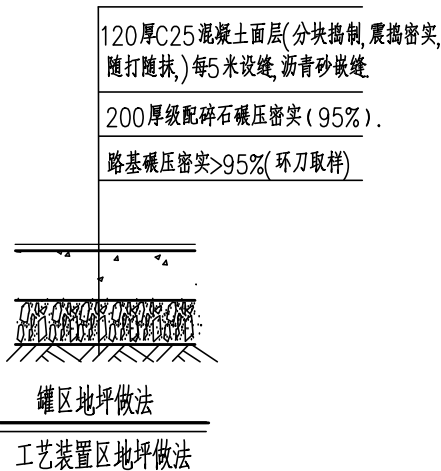 120厚C25混凝土面层(分块捣制,震捣密实,
随打随抹,)每5米设缝,沥青砂嵌缝.
200厚级配碎石碾压密实(95%).
路基碾压密实>95%(环刀取样)
罐区地坪做法
工艺装置区地坪做法